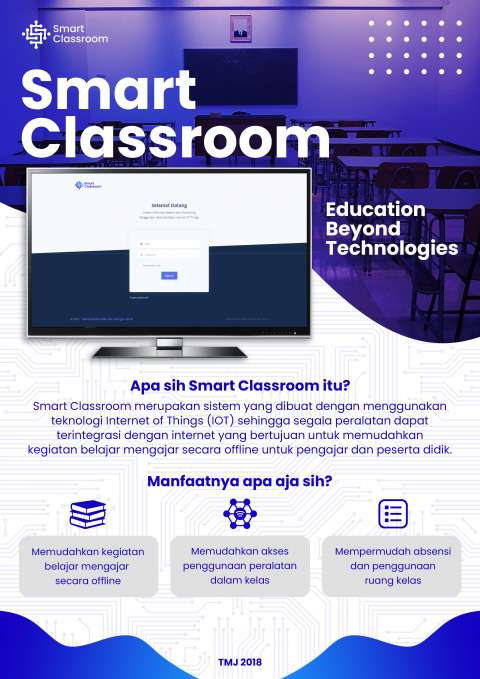 Smart
Classroom
Smart
Classroom
Smart
Classroom
Selamat Datang
Education
Beyond
Technologies
Apa sih Smart Classroom itu?
Smart Classroom merupakan sistem yang dibuat dengan menggunakan
teknologi Internet of Things (IOT) sehingga segala peralatan dapat
terintegrasi dengan internet yang bertujuan untuk memudahkan
kegiatan belajar mengajar secara offline untuk pengajar dan peserta didik.
Manfaatnya apa aja sih?
Memudahkan kegiatan
belajar mengajar
secara offline
Memudahkan akses
penggunaan peralatan
dalam kelas
Mempermudah absensi
dan penggunaan
ruang kelas
TMJ 2018